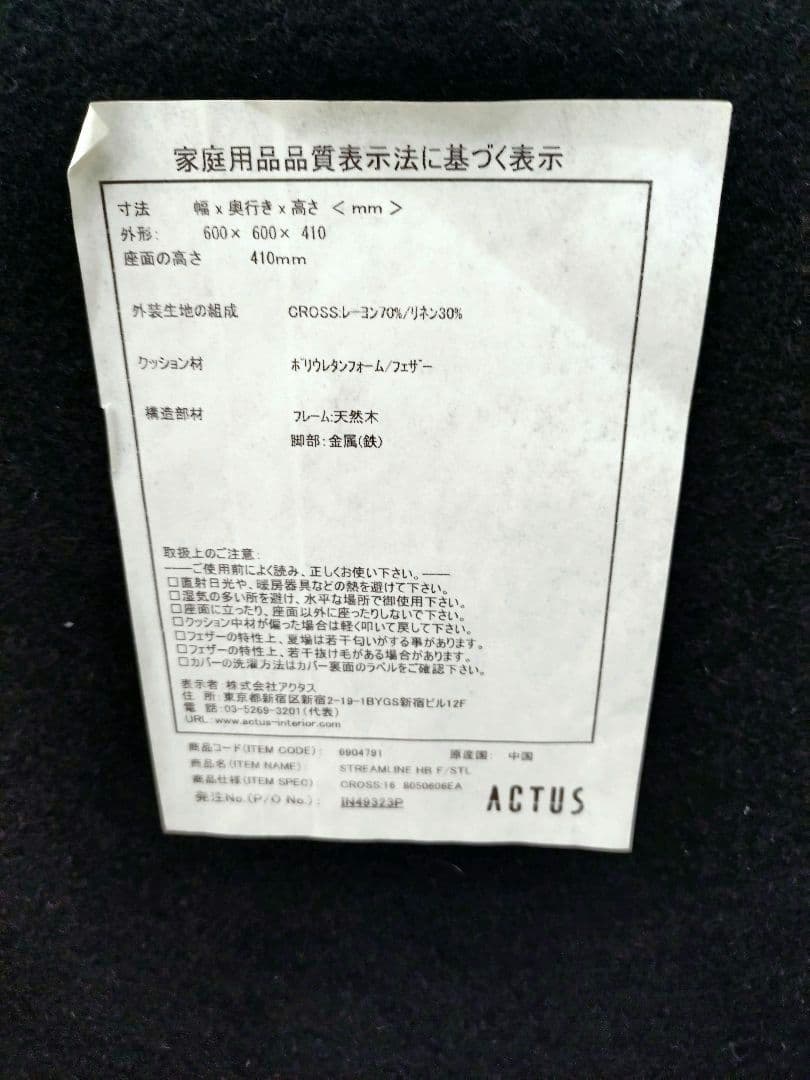 家庭用品品質表示法に基づく表示
寸法 幅 x 奥行き x 高さ < mm >
外形: 600× 600× 410
座面の高さ 410mm
外装生地の組成 CROSS:レーヨン70%/リネン30%
クッション材 ポリウレタンフォーム/フェザー
構造部材 フレーム:天然木
脚部:金属(鉄)
取扱上のご注意:
――ご使用前によく読み、正しくお使い下さい。――
□直射日光や、暖房器具などの熱を避けて下さい。
□湿気の多い所を避け、水平な場所で御使用下さい。
□座面に立ったり、座面以外に座ったりしないで下さい。
□クッション中材が偏った場合は軽く叩いて戻して下さい。
□フェザーの特性上、夏場は若干匂いがする事があります。
□フェザーの特性上、若干抜け毛がある場合があります。
□カバーの洗濯方法はカバー裏面のラベルをご確認下さい。
表示者:株式会社アクタス
住 所:東京都新宿区新宿2-19-1BYGS新宿ビル12F
電 話:03-5269-3201(代表)
URL:www.actus-interior.com
商品コード(ITEM CODE): 6904791 原産国: 中国
商品名(ITEM NAME): STREAMLINE HB F/STL
商品仕様(ITEM SPEC): CROSS:16 8050606EA
発注No.(P/O No.): IN49323P
ACTUS